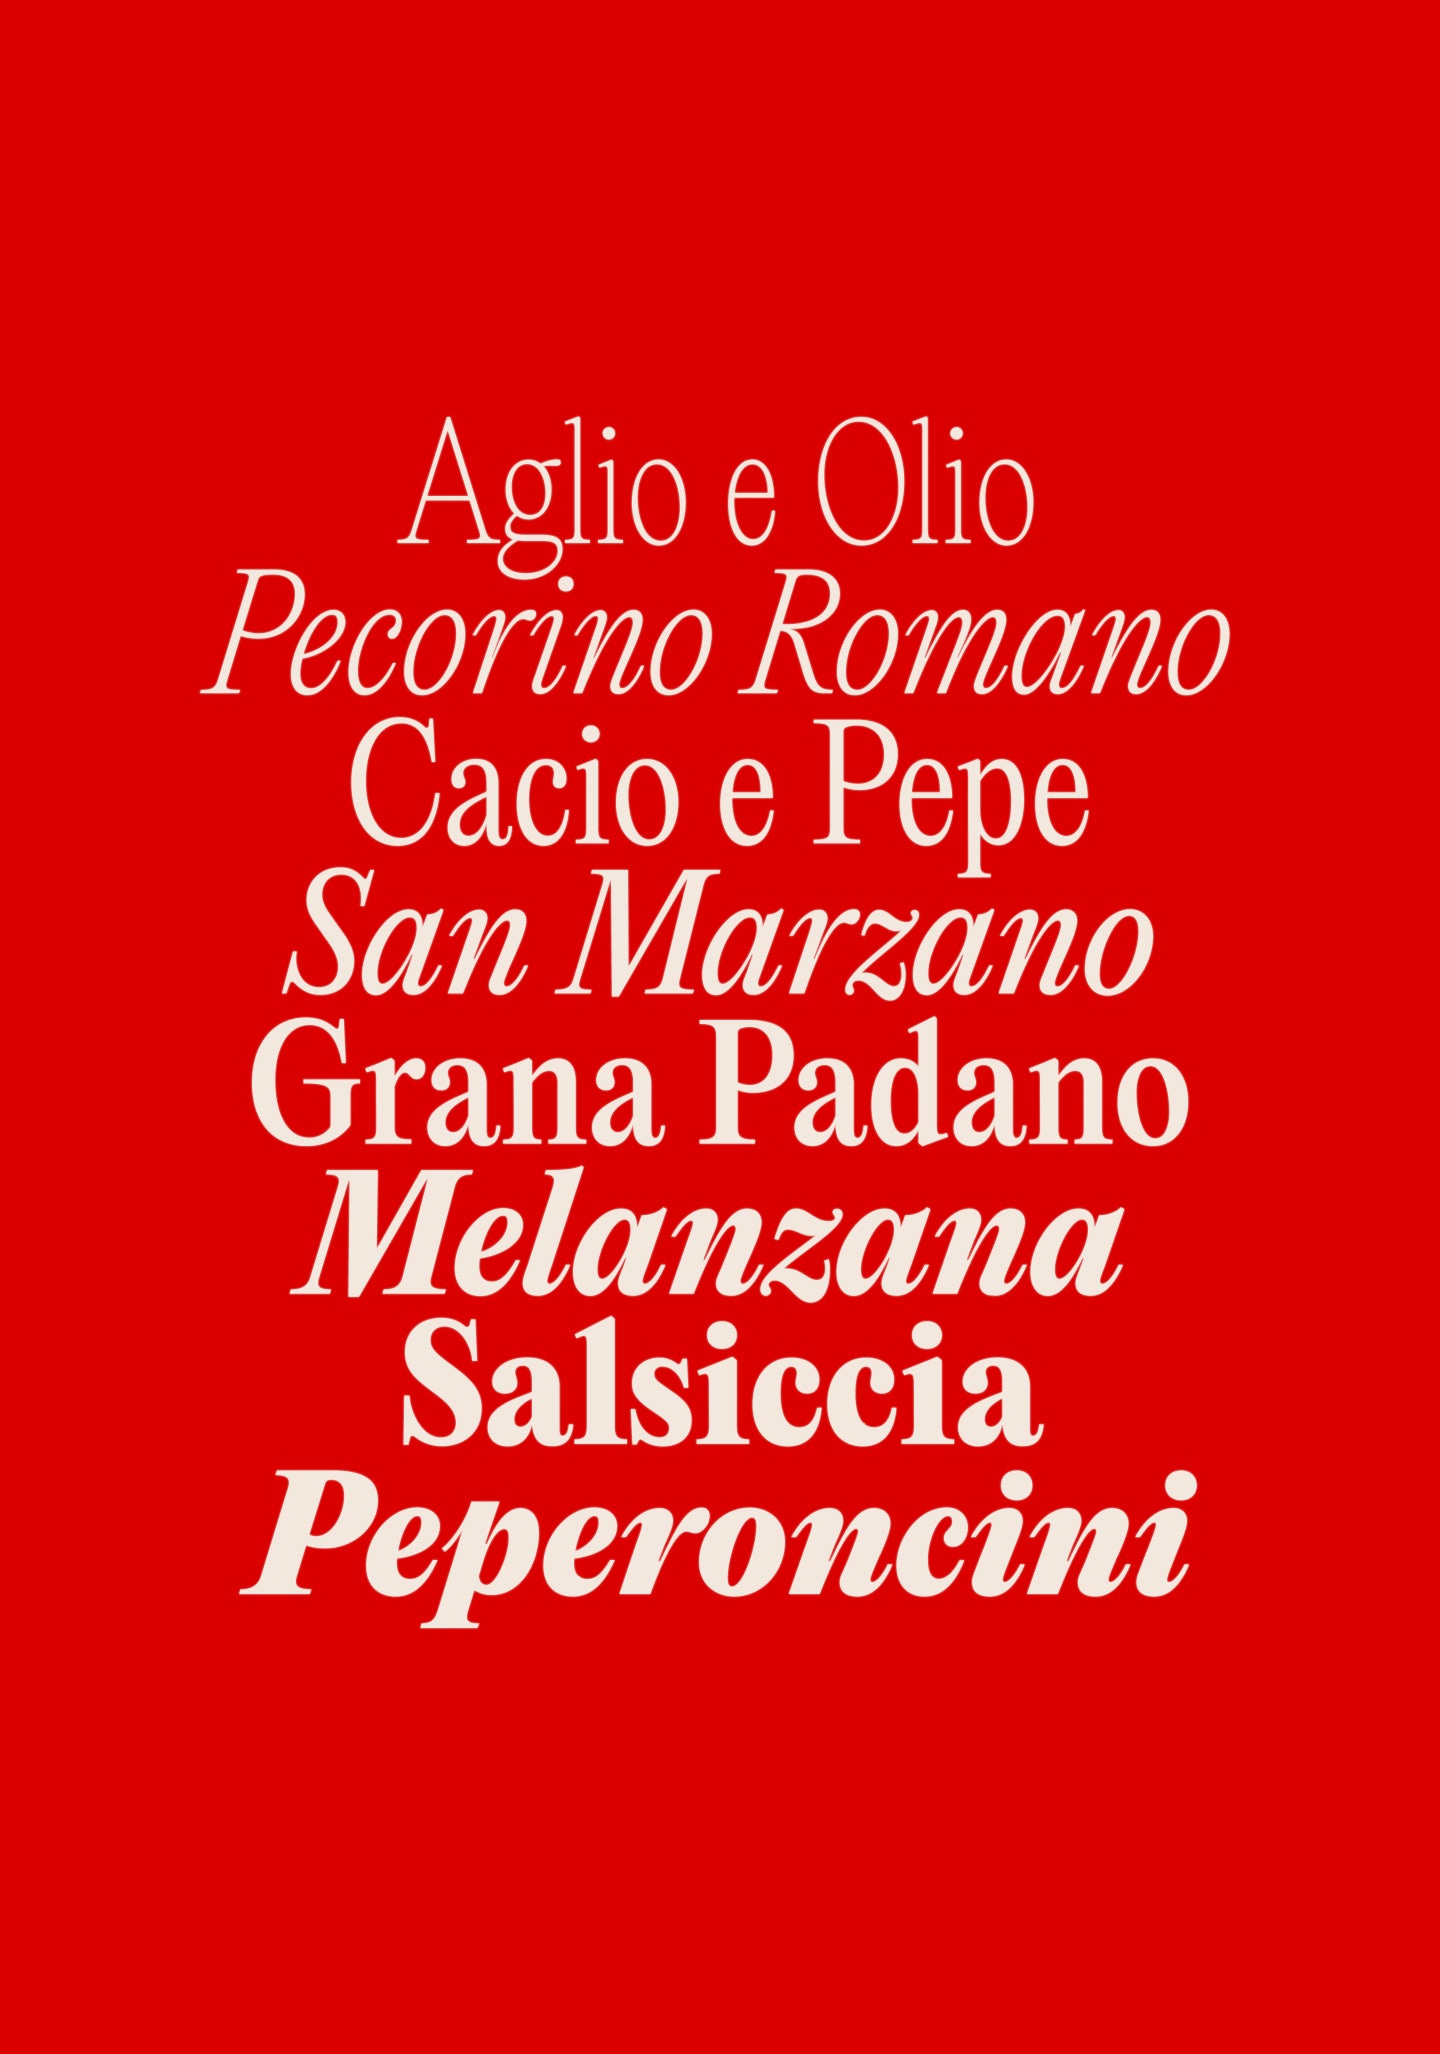 Aglio e Olio
Pecorino Romano
Cacio e Pepe
San Marzano
Grana Padano
Melanzana
Salsiccia
Peperoncini